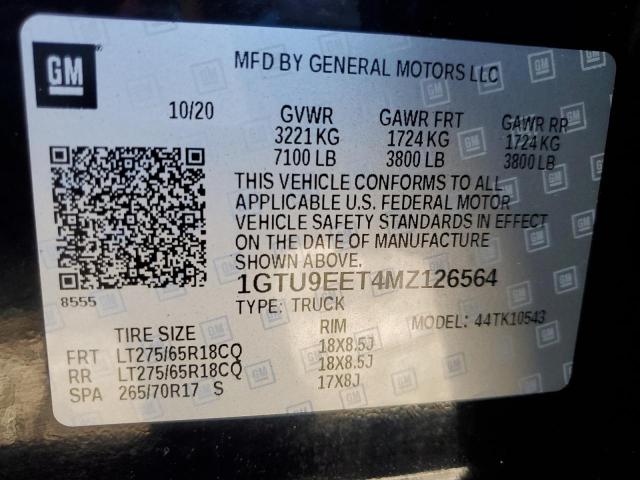 GM
MFD BY GENERAL MOTORS LLC
10/20 GVWR GAWR FRT GAWR RR
3221 KG 1724 KG 1724 KG
7100 LB 3800 LB 3800 LB
THIS VEHICLE CONFORMS TO ALL
APPLICABLE U.S. FEDERAL MOTOR
VEHICLE SAFETY STANDARDS IN EFFECT
ON THE DATE OF MANUFACTURE
SHOWN ABOVE.
8555 1GTU9EET4MZ126564
TYPE: TRUCK MODEL: 44TK10543
TIRE SIZE RIM
FRT LT275/65R18CQ 18X8.5J
RR LT275/65R18CQ 18X8.5J
SPA 265/70R17 S 17X8J